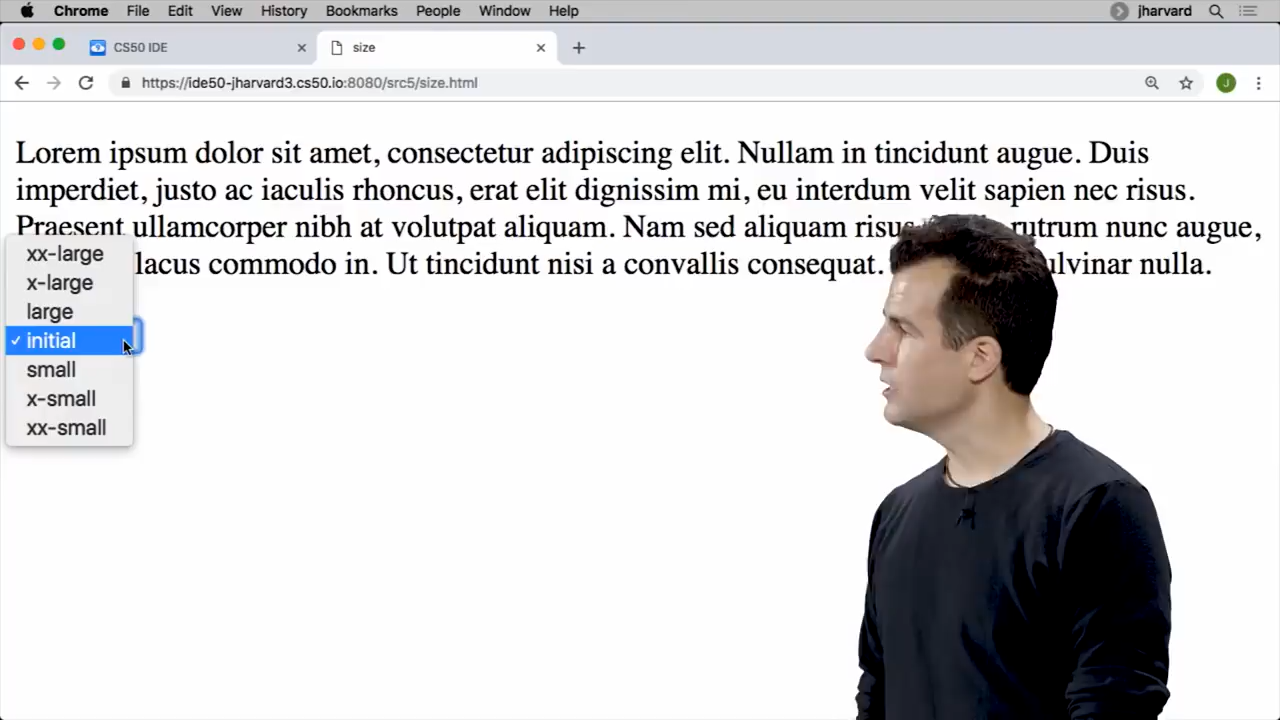 Chrome File Edit View History Bookmarks People Window Help jharvard
CS50 IDE size
https://ide50-jharvard3.cs50.io:8080/src5/size.html J
Lorem ipsum dolor sit amet, consectetur adipiscing elit. Nullam in tincidunt augue. Duis
imperdiet, justo ac iaculis rhoncus, erat elit dignissim mi, eu interdum velit sapien nec risus.
Praesent ullamcorper nibh at volutpat aliquam. Nam sed aliquam risus rutrum nunc augue,
lacus commodo in. Ut tincidunt nisi a convallis consequat. nulla.
xx-large
x-large
large
initial
small
x-small
xx-small